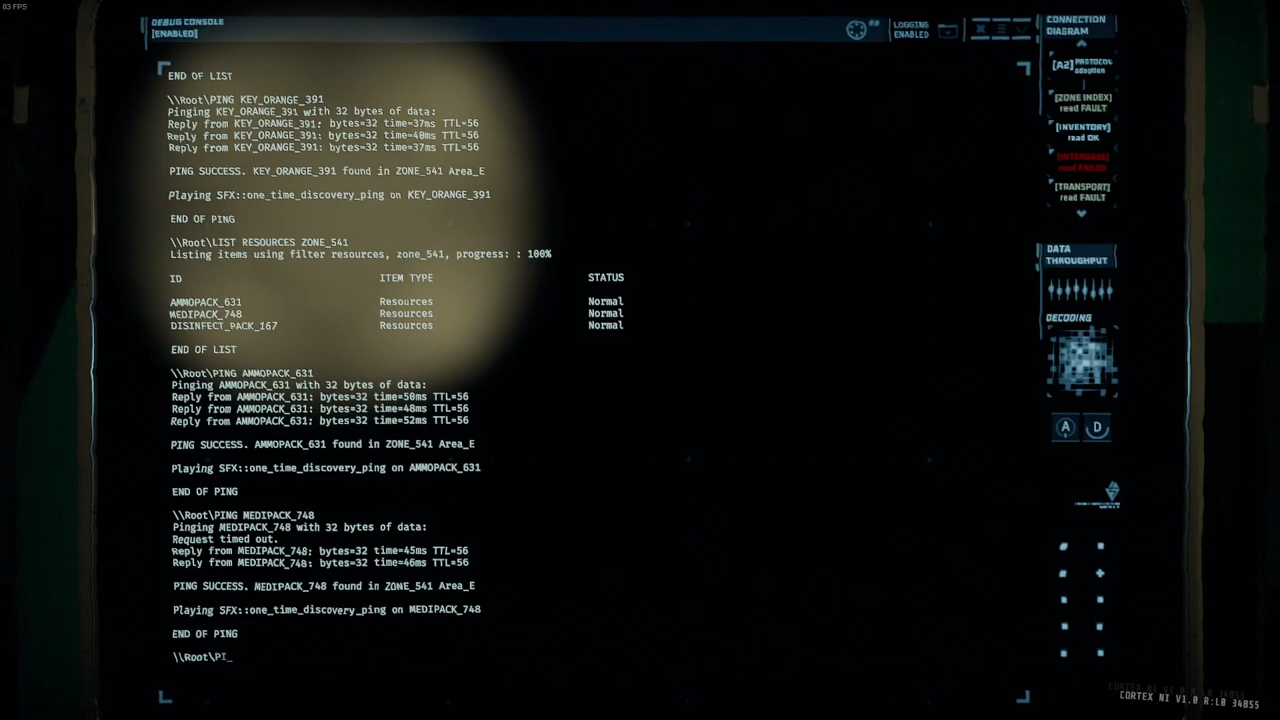 83 FPS
DEBUG CONSOLE
[ENABLED]
LOGGING
ENABLED
CONNECTION
DIAGRAM
END OF LIST
\\Root\PING KEY_ORANGE_391
Pinging KEY_ORANGE_391 with 32 bytes of data:
Reply from KEY_ORANGE_391: bytes=32 time=37ms TTL=56
Reply from KEY_ORANGE_391: bytes=32 time=40ms TTL=56
Reply from KEY_ORANGE_391: bytes=32 time=37ms TTL=56
PING SUCCESS. KEY_ORANGE_391 found in ZONE_541 Area_E
Playing SFX::one_time_discovery_ping on KEY_ORANGE_391
END OF PING
\\Root\LIST RESOURCES ZONE_541
Listing items using filter resources, zone_541, progress: : 100%
ID ITEM TYPE STATUS
AMMOPACK_631 Resources Normal
MEDIPACK_748 Resources Normal
DISINFECT_PACK_167 Resources Normal
END OF LIST
\\Root\PING AMMOPACK_631
Pinging AMMOPACK_631 with 32 bytes of data:
Reply from AMMOPACK_631: bytes=32 time=50ms TTL=56
Reply from AMMOPACK_631: bytes=32 time=48ms TTL=56
Reply from AMMOPACK_631: bytes=32 time=52ms TTL=56
PING SUCCESS. AMMOPACK_631 found in ZONE_541 Area_E
Playing SFX::one_time_discovery_ping on AMMOPACK_631
END OF PING
\\Root\PING MEDIPACK_748
Pinging MEDIPACK_748 with 32 bytes of data:
Request timed out.
Reply from MEDIPACK_748: bytes=32 time=45ms TTL=56
Reply from MEDIPACK_748: bytes=32 time=46ms TTL=56
PING SUCCESS. MEDIPACK_748 found in ZONE_541 Area_E
Playing SFX::one_time_discovery_ping on MEDIPACK_748
END OF PING
\\Root\PI_
[A2] PROTOCOL
adaption
[ZONE INDEX]
read FAULT
[INVENTORY]
read OK
read FAILED
[TRANSPORT]
read FAULT
DATA
THROUGHPUT
DECODING
A D
CORTEX NI V1.0 R:L0 34855